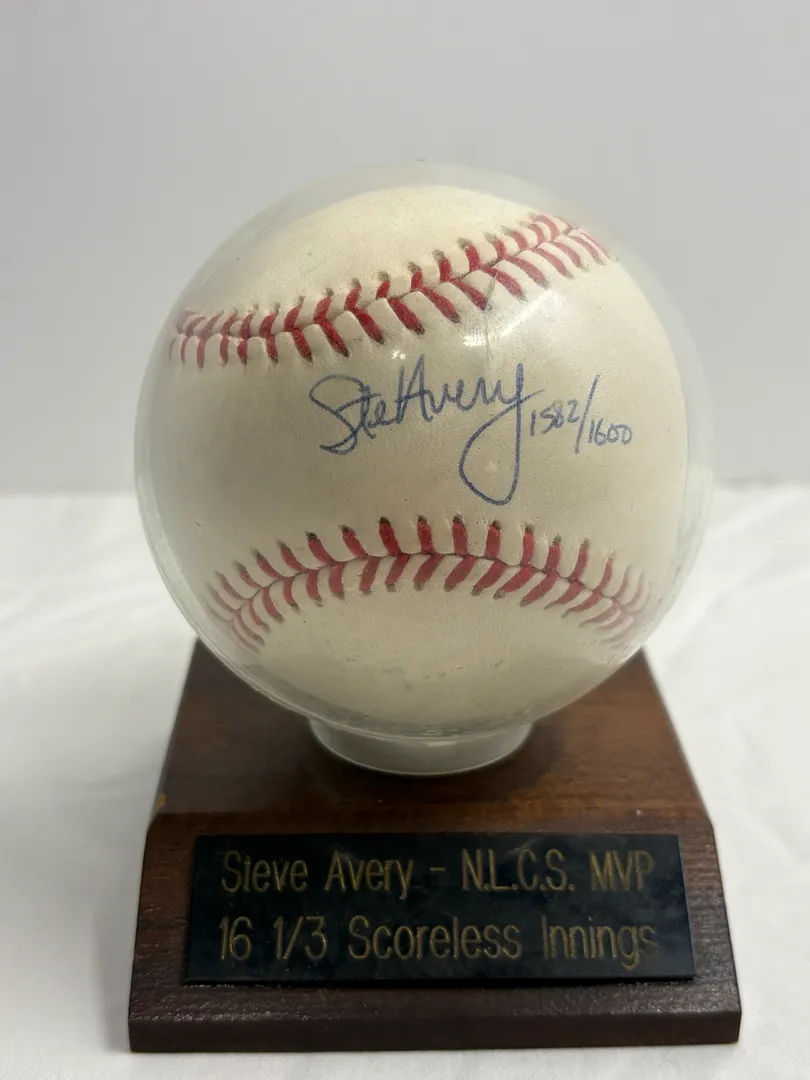 Steve Avery 1582/1600
Steve Avery - N.L.C.S. MVP
16 1/3 Scoreless Innings